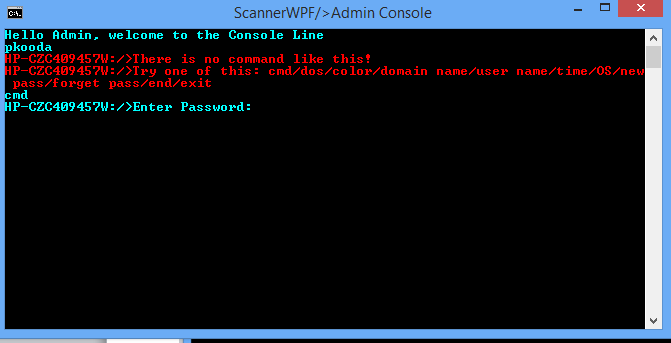 ScannerWPF/>Admin Console
Hello Admin, welcome to the Console Line
pkooda
HP-CZC409457W:/>There is no command like this!
HP-CZC409457W:/>Try one of this: cmd/dos/color/domain name/user name/time/OS/new
pass/forget pass/end/exit
cmd
HP-CZC409457W:/>Enter Password: